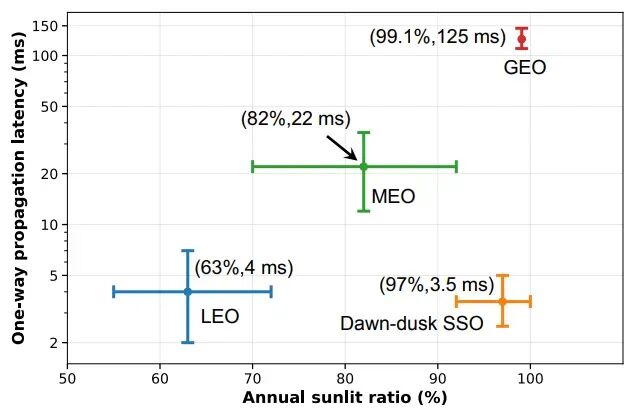 One-way propagation latency (ms)
150
100
50
20
10
5
2
(99.1%,125 ms)
GEO
(82%,22 ms)
MEO
(63%,4 ms)
LEO
(97%,3.5 ms)
Dawn-dusk SSO
50
60
70
80
90
100
Annual sunlit ratio (%)